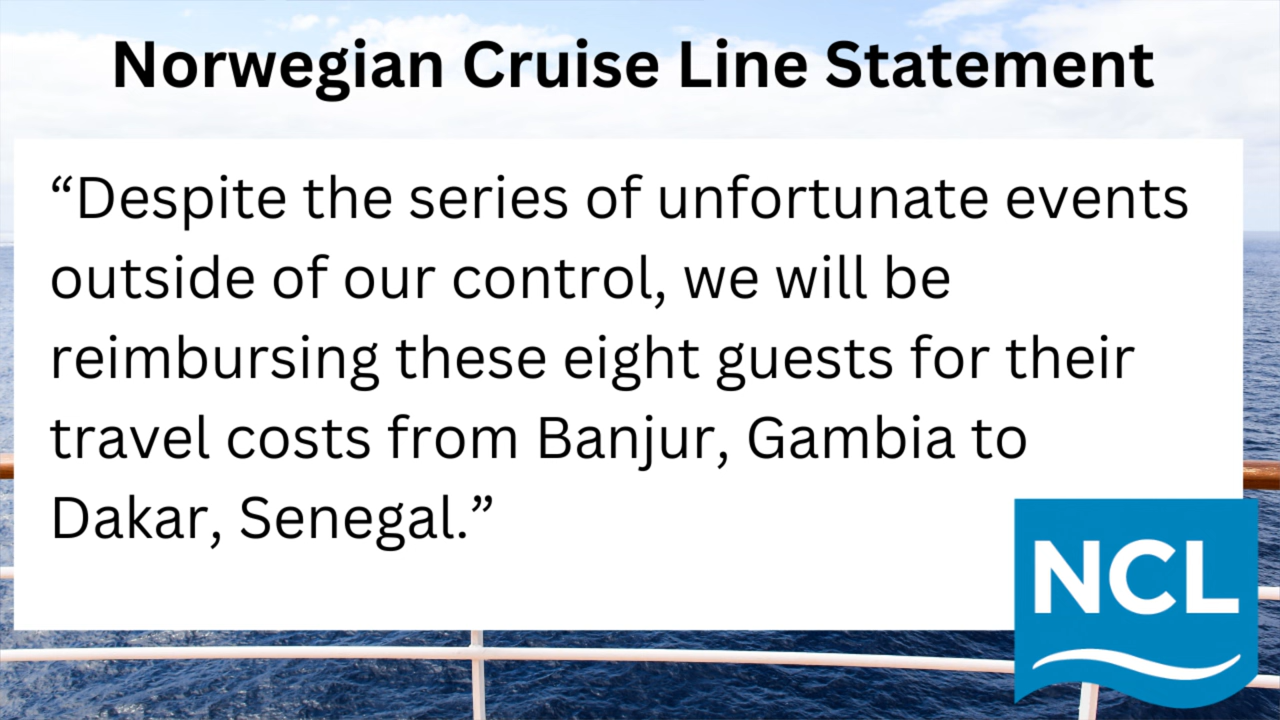 Norwegian Cruise Line Statement
“Despite the series of unfortunate events
outside of our control, we will be
reimbursing these eight guests for their
travel costs from Banjur, Gambia to
Dakar, Senegal.”
NCL